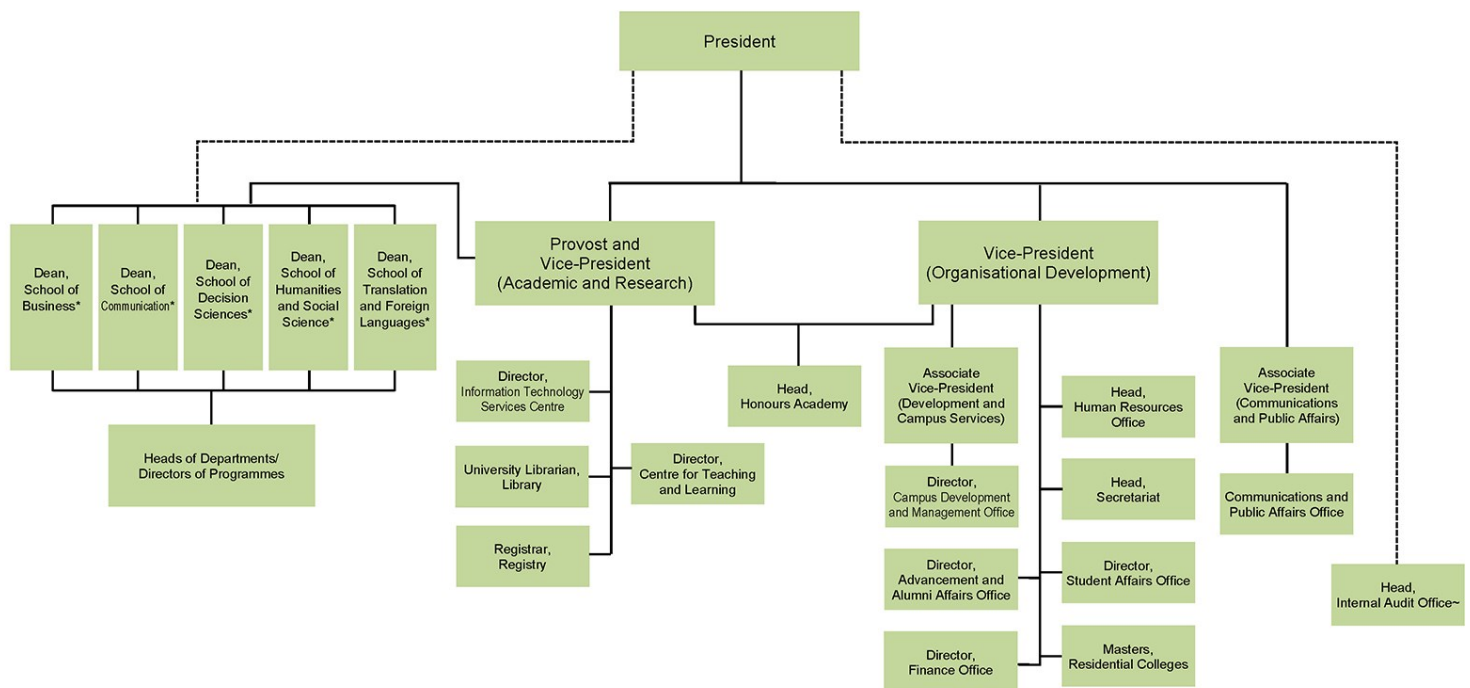 President
Dean,
School of
Business*
Dean,
School of
Communication*
Dean,
School of
Decision
Sciences*
Dean,
School of
Humanities
and Social
Science*
Dean,
School of
Translation
and Foreign
Languages*
Provost and
Vice-President
(Academic and Research)
Vice-President
(Organisational Development)
Heads of Departments/
Directors of Programmes
Director,
Information Technology
Services Centre
University Librarian,
Library
Director,
Centre for Teaching
and Learning
Registrar,
Registry
Head,
Honours Academy
Associate
Vice-President
(Development and
Campus Services)
Director,
Campus Development
and Management Office
Director,
Advancement and
Alumni Affairs Office
Director,
Finance Office
Head,
Human Resources
Office
Head,
Secretariat
Director,
Student Affairs Office
Masters,
Residential Colleges
Associate
Vice-President
(Communications
and Public Affairs)
Communications and
Public Affairs Office
Head,
Internal Audit Office~